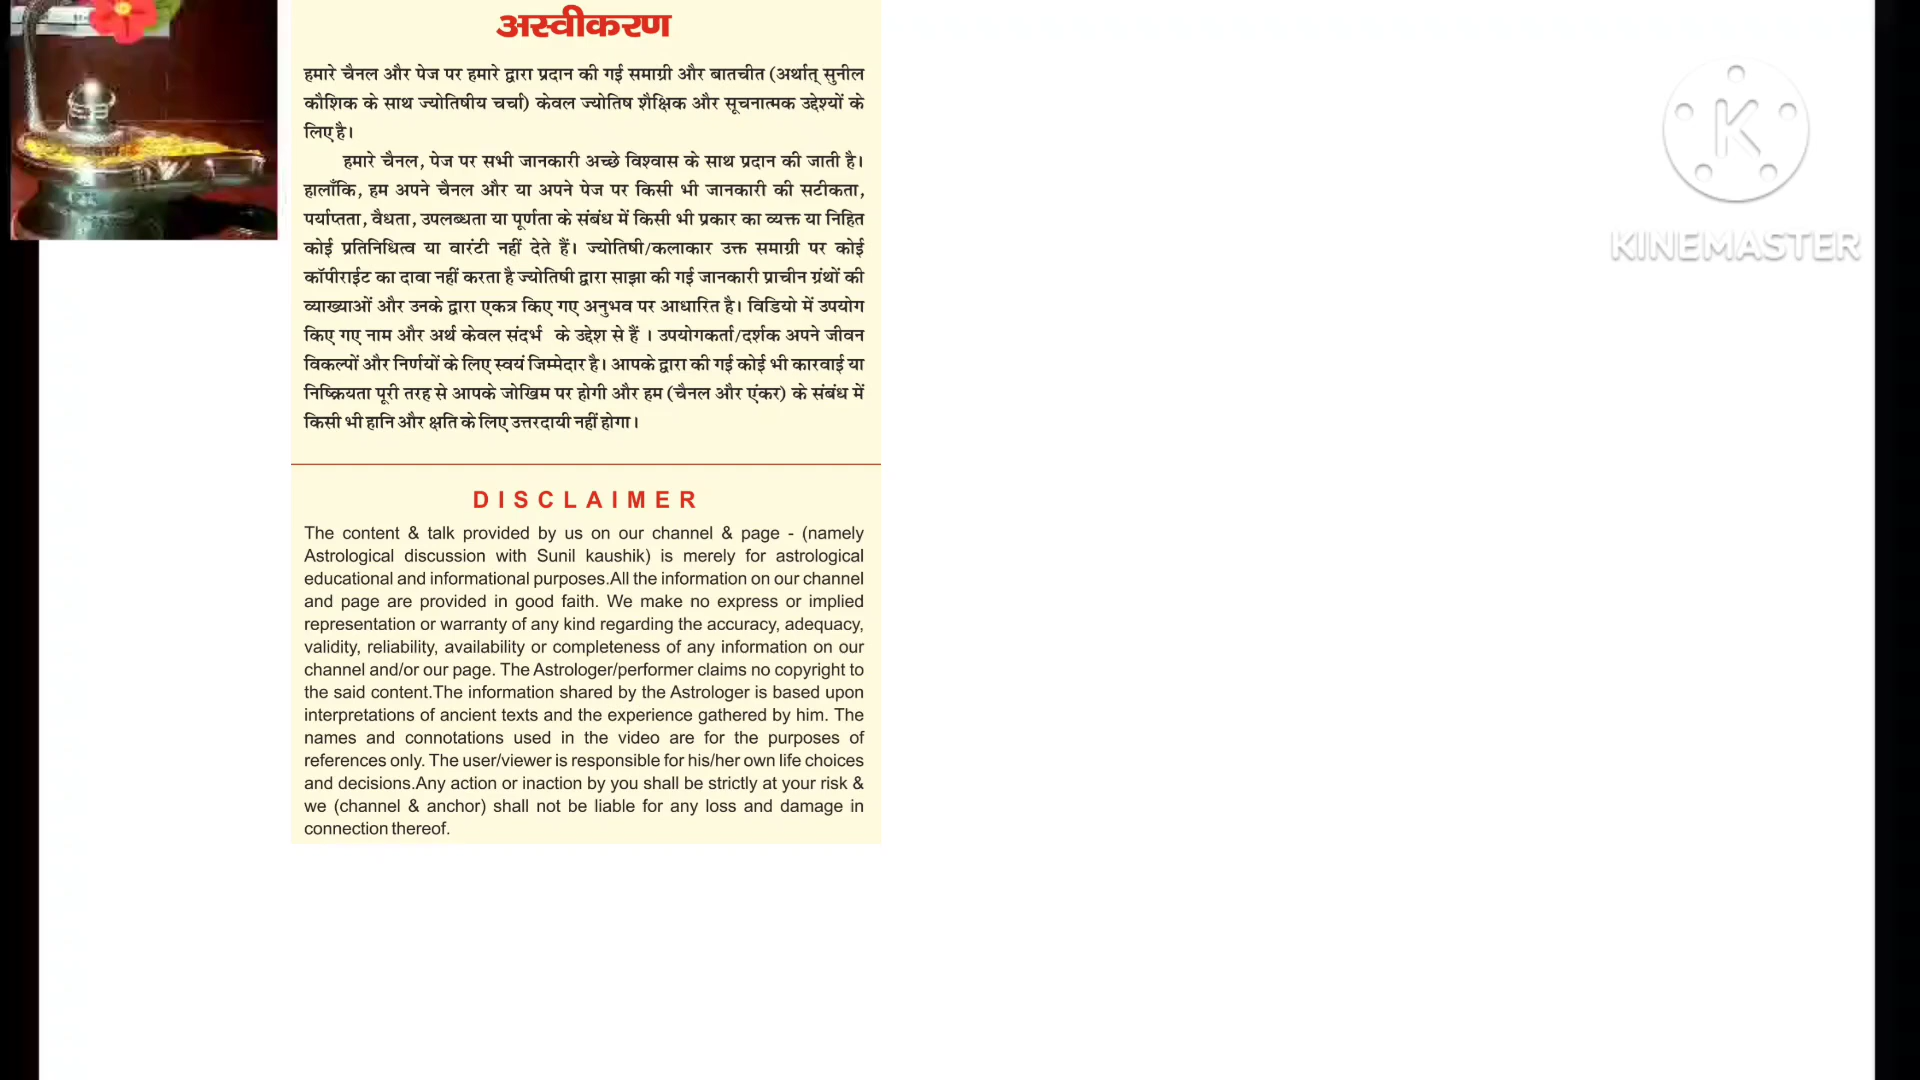 अस्वीकरण
हमारे चैनल और पेज पर हमारे द्वारा प्रदान की गई समाग्री और बातचीत (अर्थात् सुनील
कौशिक के साथ ज्योतिषीय चर्चा) केवल ज्योतिष शैक्षिक और सूचनात्मक उद्देश्यों के
लिए है।
हमारे चैनल, पेज पर सभी जानकारी अच्छे विश्वास के साथ प्रदान की जाती है।
हालाँकि, हम अपने चैनल और या अपने पेज पर किसी भी जानकारी की सटीकता,
पर्याप्तता, वैधता, उपलब्धता या पूर्णता के संबंध में किसी भी प्रकार का व्यक्त या निहित
कोई प्रतिनिधित्व या वारंटी नहीं देते हैं। ज्योतिषी/कलाकार उक्त समाग्री पर कोई
कॉपीराईट का दावा नहीं करता है ज्योतिषी द्वारा साझा की गई जानकारी प्राचीन ग्रंथों की
व्याख्याओं और उनके द्वारा एकत्र किए गए अनुभव पर आधारित है। विडियो में उपयोग
किए गए नाम और अर्थ केवल संदर्भ के उद्देश से हैं । उपयोगकर्ता/दर्शक अपने जीवन
विकल्पों और निर्णयों के लिए स्वयं जिम्मेदार है। आपके द्वारा की गई कोई भी कारवाई या
निष्क्रियता पूरी तरह से आपके जोखिम पर होगी और हम (चैनल और एंकर) के संबंध में
किसी भी हानि और क्षति के लिए उत्तरदायी नहीं होगा।
DISCLAIMER
The content & talk provided by us on our channel & page - (namely
Astrological discussion with Sunil kaushik) is merely for astrological
educational and informational purposes.All the information on our channel
and page are provided in good faith. We make no express or implied
representation or warranty of any kind regarding the accuracy, adequacy,
validity, reliability, availability or completeness of any information on our
channel and/or our page. The Astrologer/performer claims no copyright to
the said content.The information shared by the Astrologer is based upon
interpretations of ancient texts and the experience gathered by him. The
names and connotations used in the video are for the purposes of
references only. The user/viewer is responsible for his/her own life choices
and decisions.Any action or inaction by you shall be strictly at your risk &
we (channel & anchor) shall not be liable for any loss and damage in
connection thereof.
K
KINEMASTER